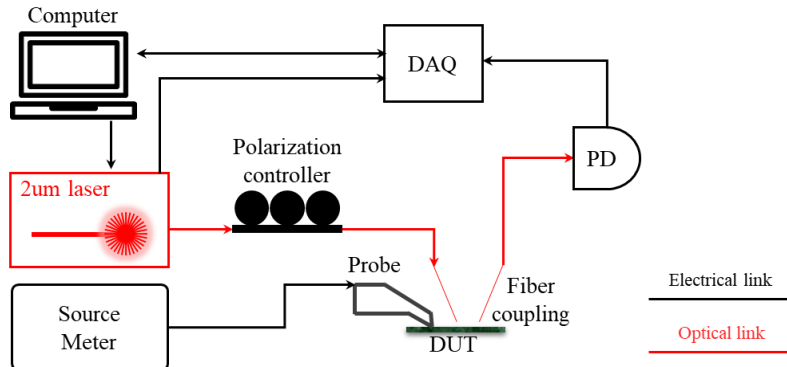 Computer
DAQ
Polarization
controller
PD
2um laser
Probe
Fiber
coupling
Source
Meter
DUT
Electrical link
Optical link